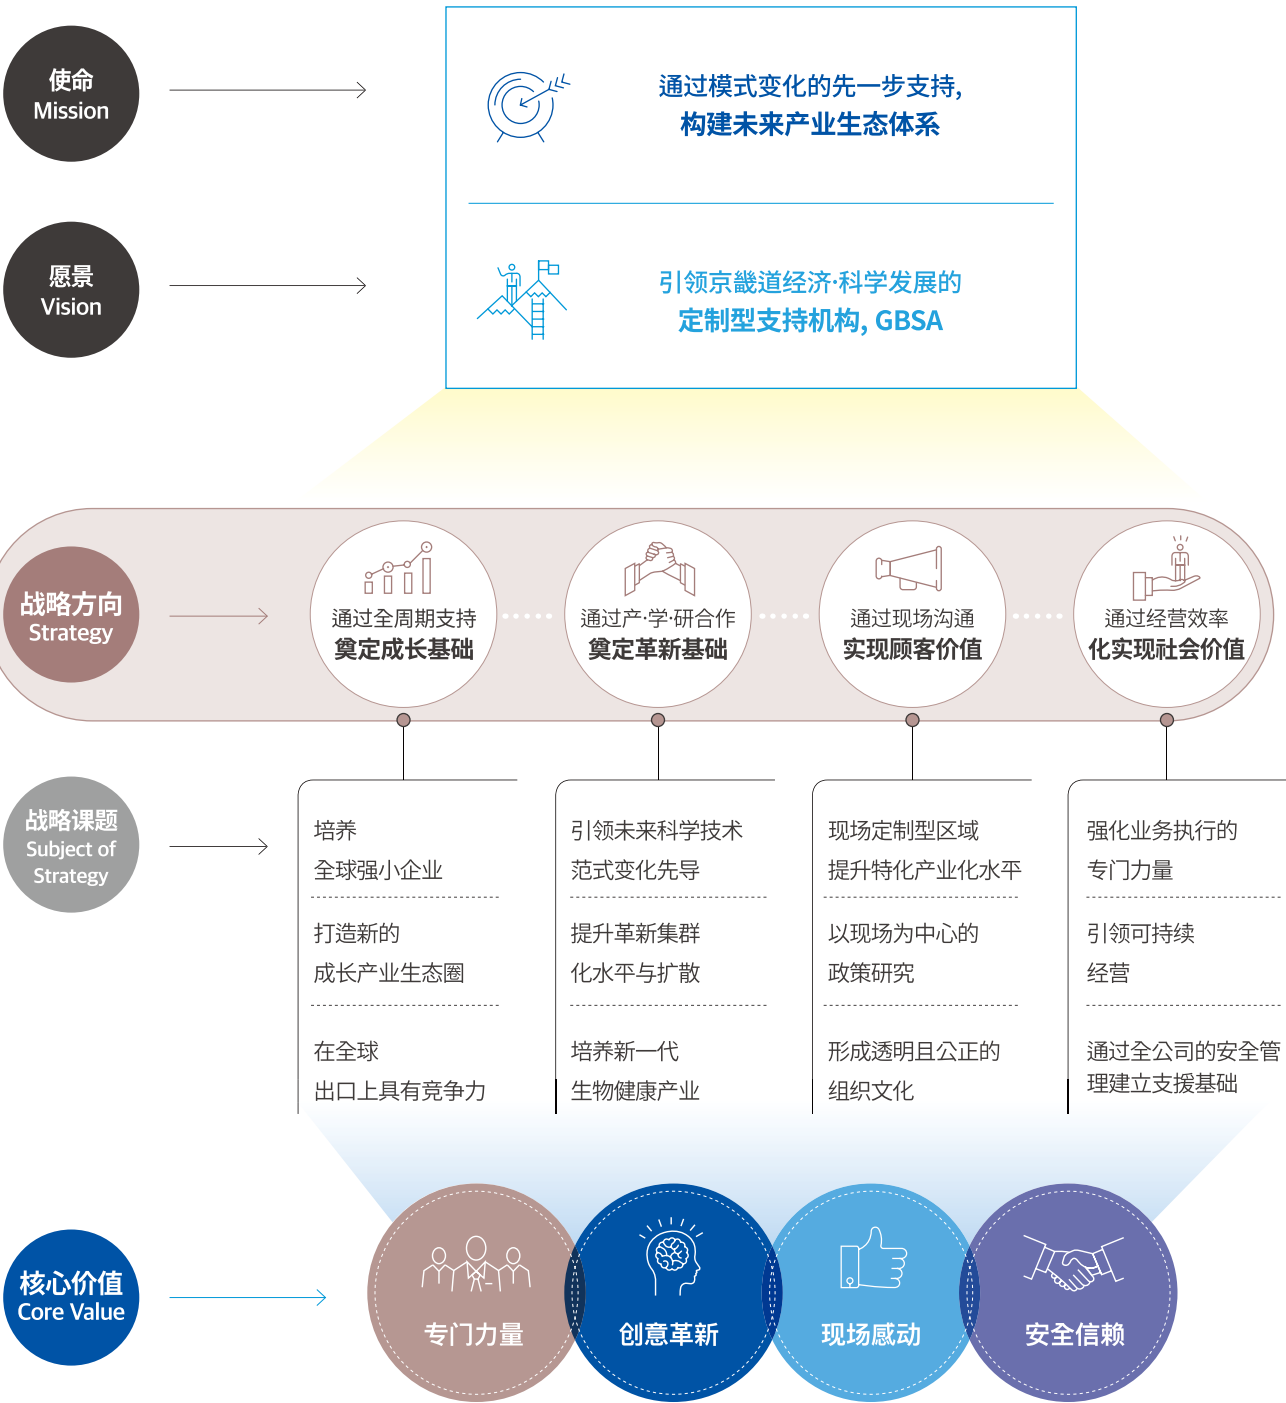 使命
Mission
通过模式变化的先一步支持,
构建未来产业生态体系
愿景
Vision
引领京畿道经济·科学发展的
定制型支持机构, GBSA
战略方向
Strategy
通过全周期支持
奠定成长基础
通过产·学·研合作
奠定革新基础
通过现场沟通
实现顾客价值
通过经营效率
化实现社会价值
战略课题
Subject of
Strategy
培养
全球强小企业
打造新的
成长产业生态圈
在全球
出口上具有竞争力
引领未来科学技术
范式变化先导
提升革新集群
化水平与扩散
培养新一代
生物健康产业
现场定制型区域
提升特化产业化水平
以现场为中心的
政策研究
形成透明且公正的
组织文化
强化业务执行的
专门力量
引领可持续
经营
通过全公司的安全管
理建立支援基础
核心价值
Core Value
专门力量
创意革新
现场感动
安全信赖